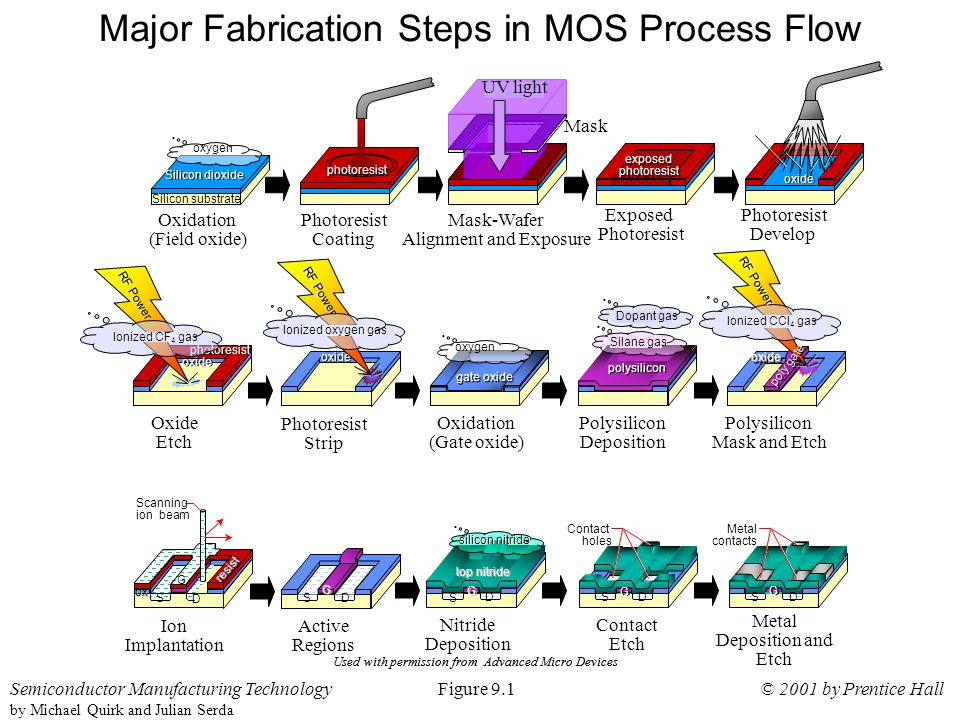 Major Fabrication Steps in MOS Process Flow
UV light
Mask
oxygen
Silicon dioxide
Silicon substrate
photoresist
exposed
photoresist
oxide
Oxidation
(Field oxide)
Photoresist
Coating
Mask-Wafer
Alignment and Exposure
Exposed
Photoresist
Photoresist
Develop
RF Power
Ionized CF₄ gas
photoresist
oxide
RF Power
Ionized oxygen gas
oxide
oxygen
gate oxide
Dopant gas
Silane gas
polysilicon
RF Power
Ionized CCl₄ gas
oxide
poly gate
Oxide
Etch
Photoresist
Strip
Oxidation
(Gate oxide)
Polysilicon
Deposition
Polysilicon
Mask and Etch
Scanning
ion beam
resist
G
ox
S D
G
S D
silicon nitride
top nitride
G
S D
Contact
holes
G
S D
Metal
contacts
G
S D
Ion
Implantation
Active
Regions
Nitride
Deposition
Contact
Etch
Metal
Deposition and
Etch
Used with permission from Advanced Micro Devices
Semiconductor Manufacturing Technology
by Michael Quirk and Julian Serda
Figure 9.1
© 2001 by Prentice Hall